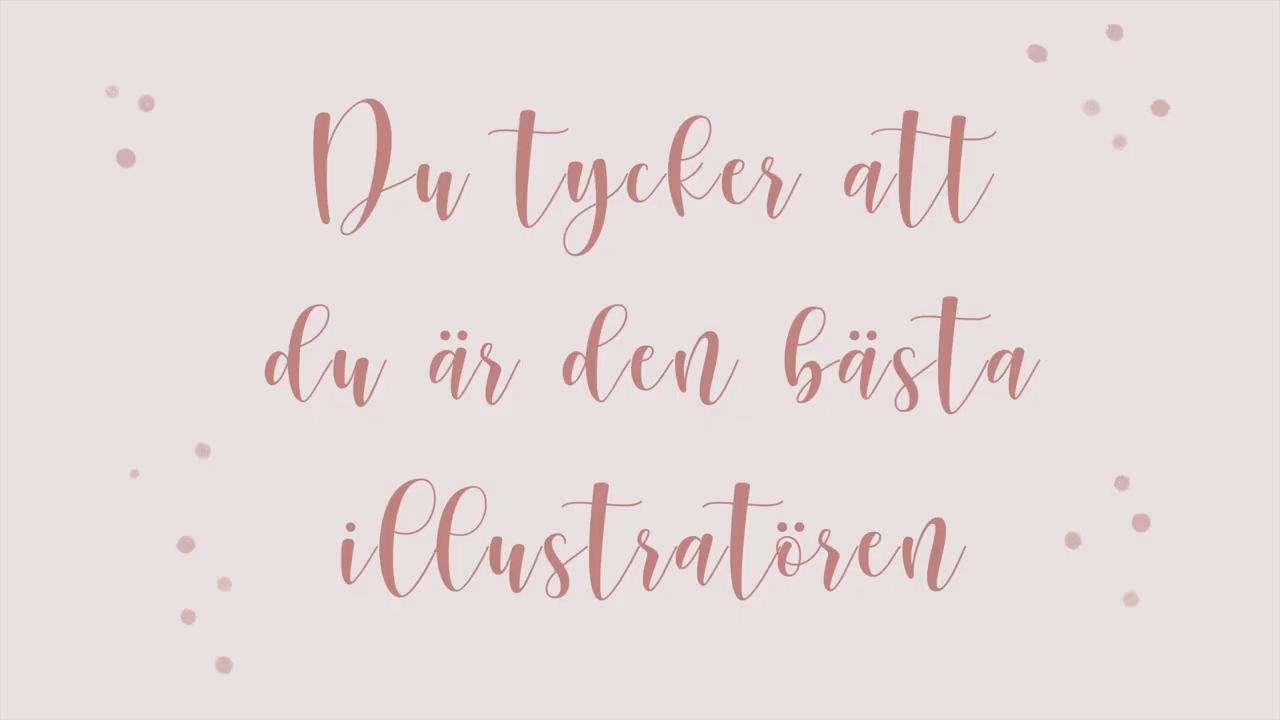 Du tycker att
du är den bästa
illustratören